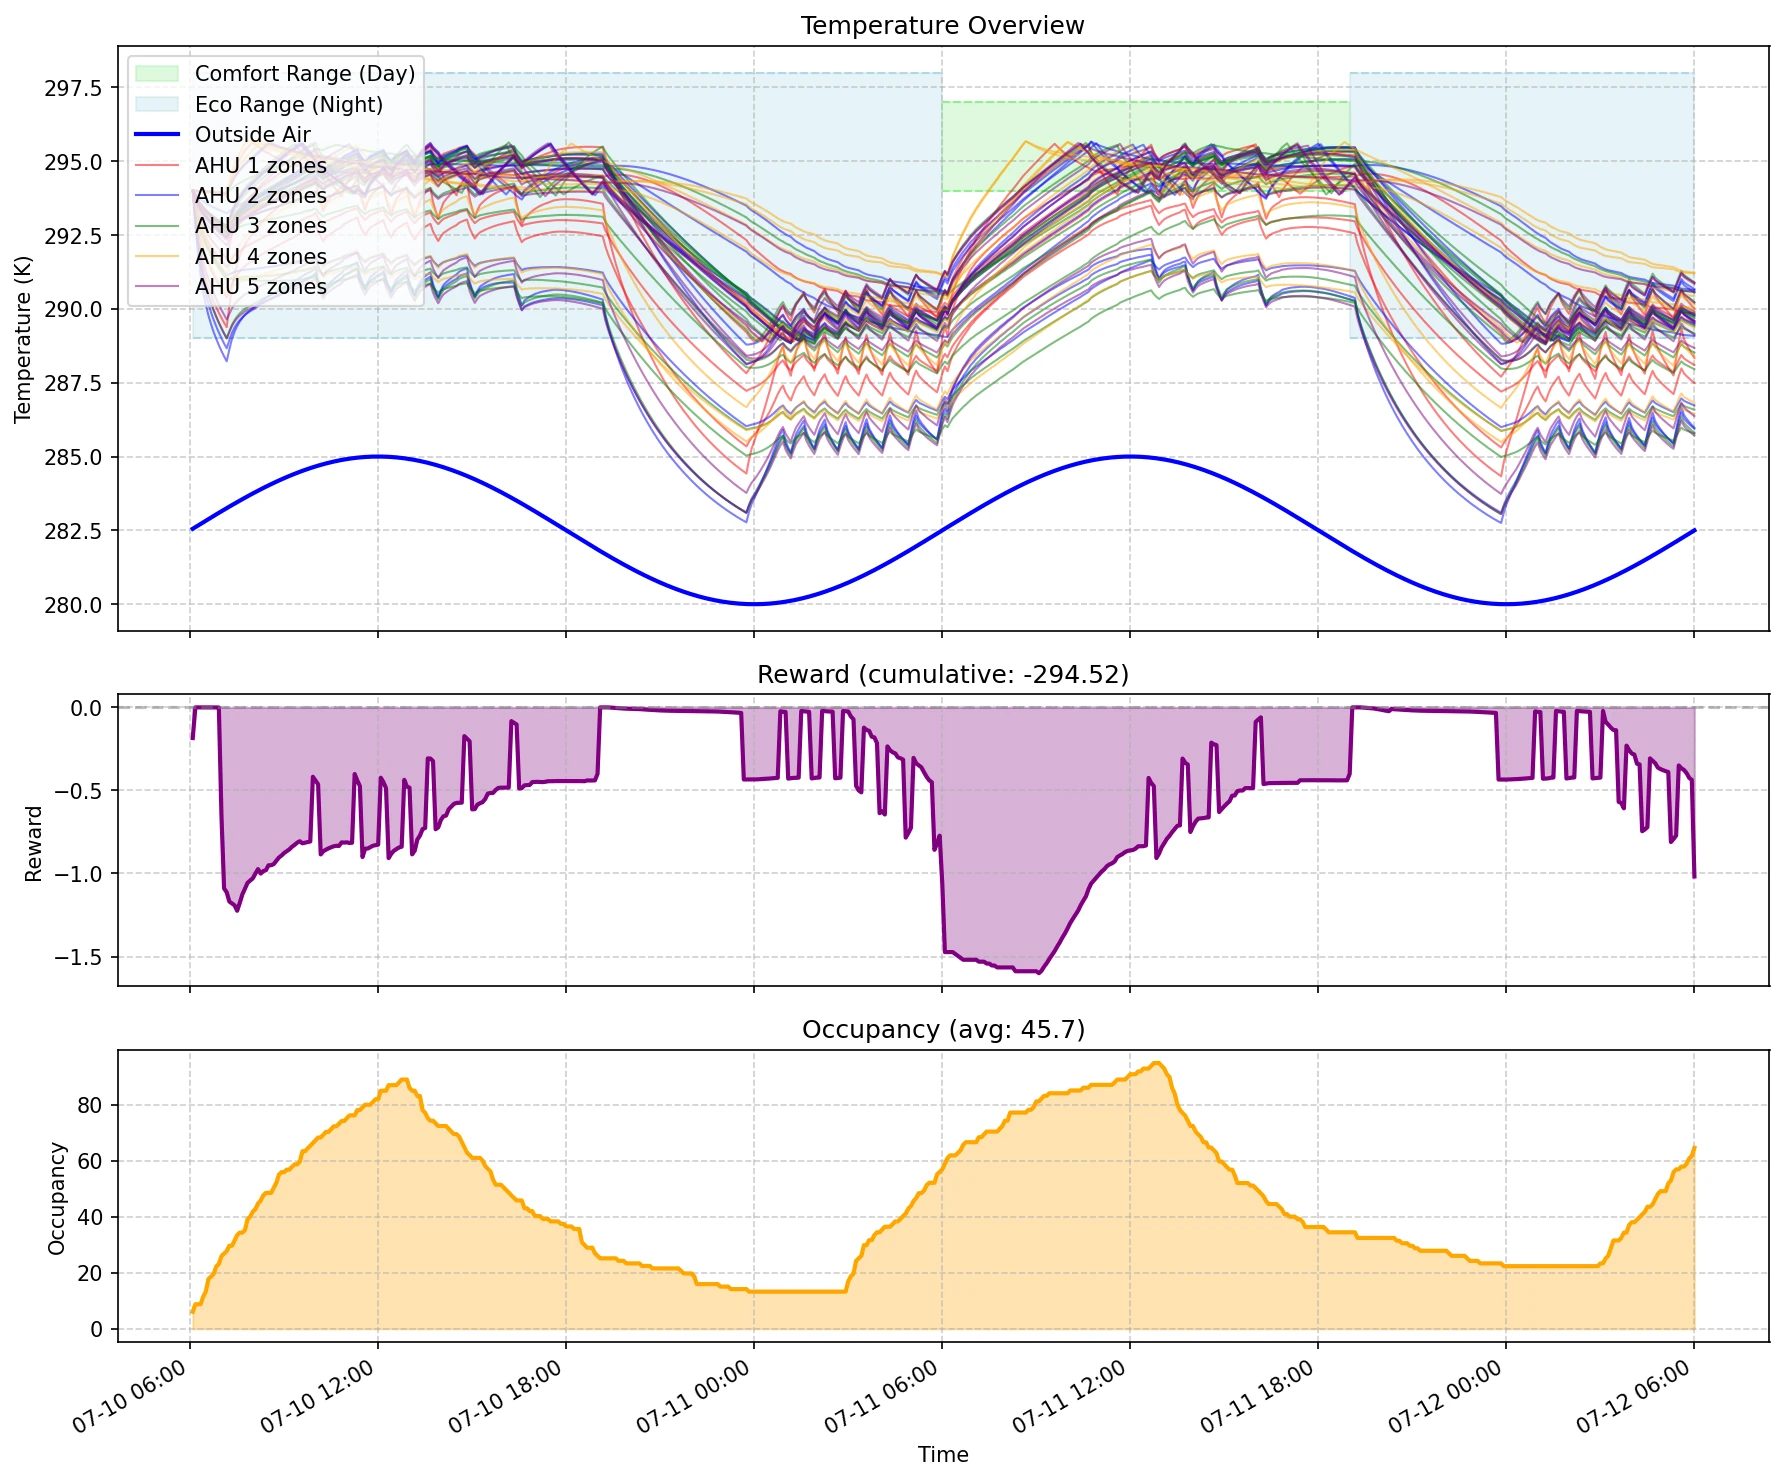 Temperature Overview
Temperature (K)
297.5
295.0
292.5
290.0
287.5
285.0
282.5
280.0
Comfort Range (Day)
Eco Range (Night)
Outside Air
AHU 1 zones
AHU 2 zones
AHU 3 zones
AHU 4 zones
AHU 5 zones
Reward (cumulative: -294.52)
Reward
0.0
−0.5
−1.0
−1.5
Occupancy (avg: 45.7)
Occupancy
80
60
40
20
0
07-10 06:00
07-10 12:00
07-10 18:00
07-11 00:00
07-11 06:00
07-11 12:00
07-11 18:00
07-12 00:00
07-12 06:00
Time